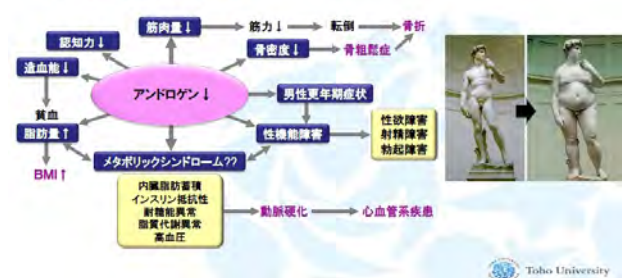 筋肉量↓
筋力↓
転倒
骨折
認知力↓
骨密度↓
骨粗鬆症
造血能↓
アンドロゲン↓
男性更年期症状
貧血
脂肪量↑
性機能障害
性欲障害
射精障害
勃起障害
BMI↑
メタボリックシンドローム??
内臓脂肪蓄積
インスリン抵抗性
射精能異常
脂質代謝異常
高血圧
動脈硬化
心血管系疾患
Toho University